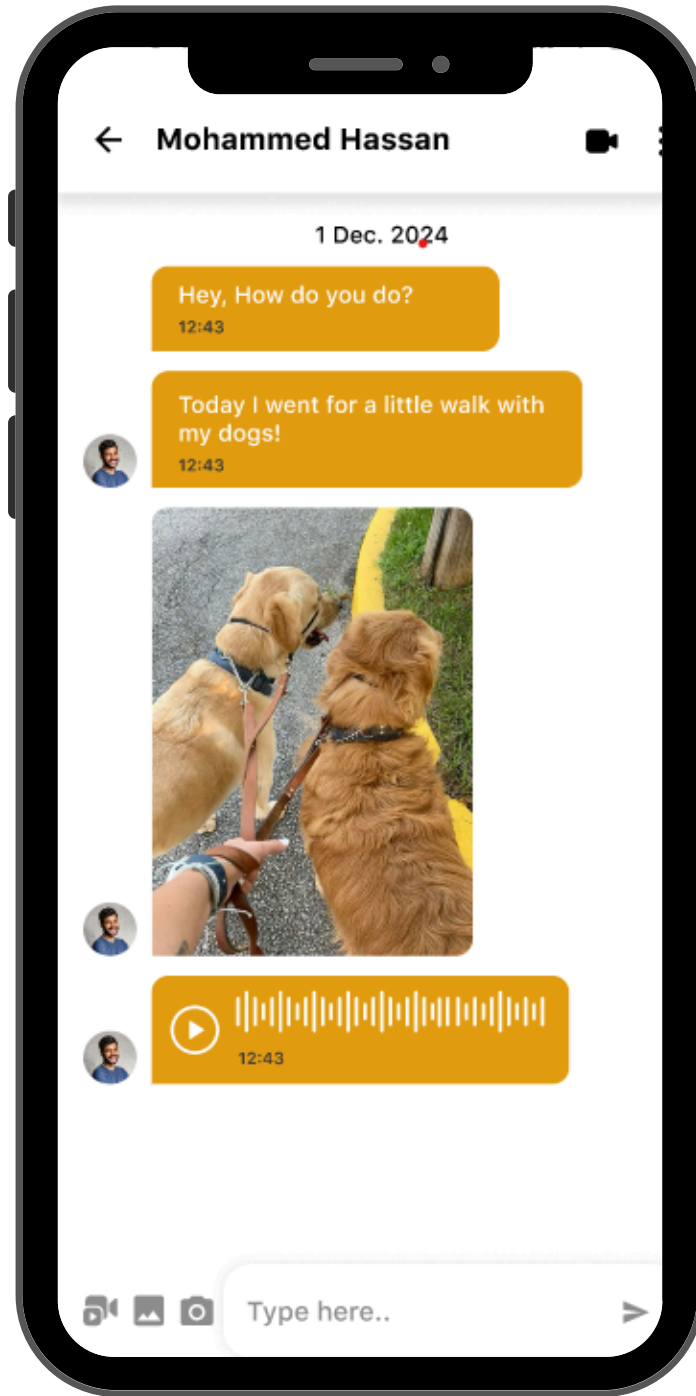 Mohammed Hassan
1 Dec. 2024
Hey, How do you do?
12:43
Today I went for a little walk with
my dogs!
12:43
12:43
Type here..